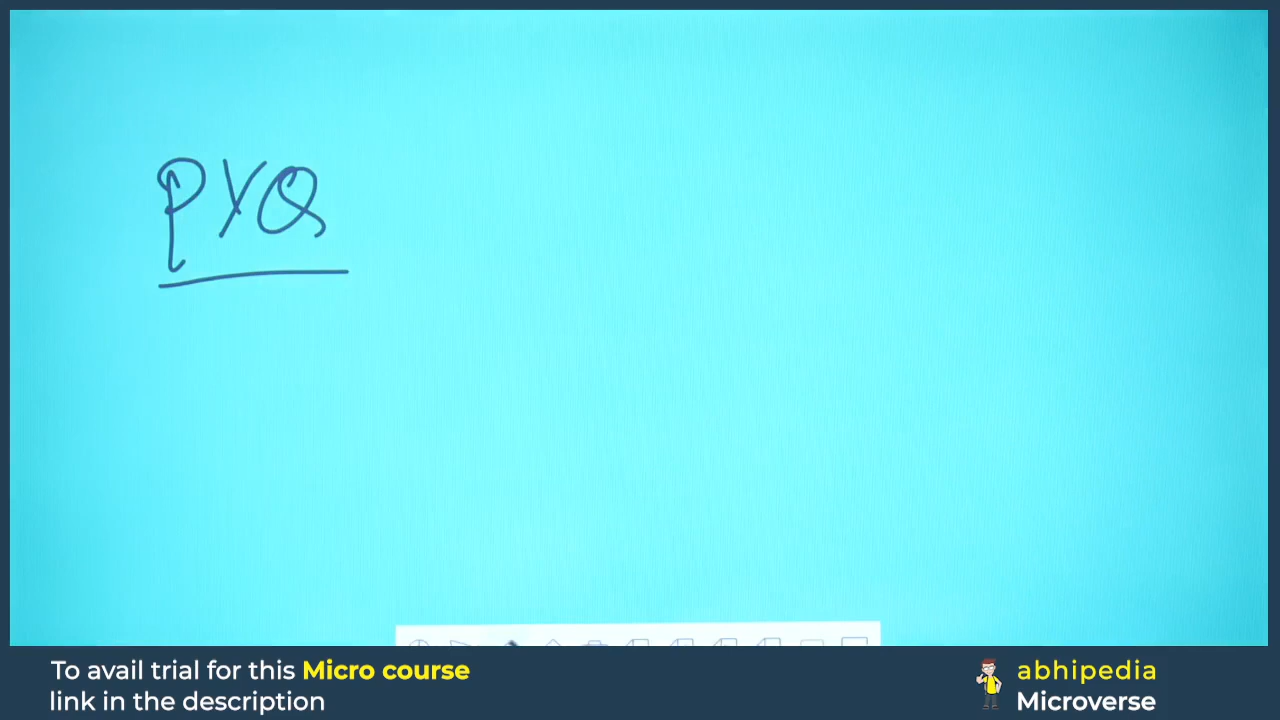 PYQ
To avail trial for this Micro course
link in the description
abhipedia
Microverse